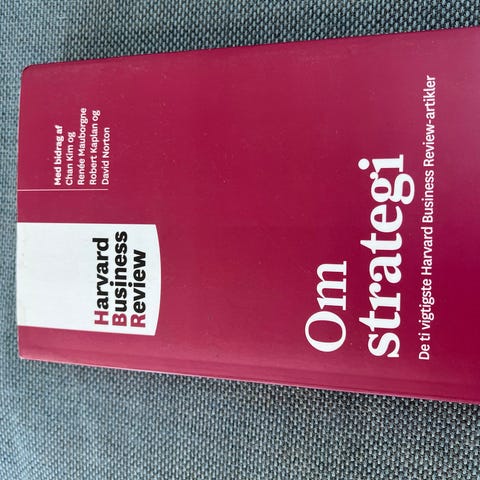 Harvard
Business
Review
Med bidrag af
Chan Kim og
Renée Mauborgne
Robert Kaplan og
David Norton
Om
strategi
De ti vigtigste Harvard Business Review-artikler